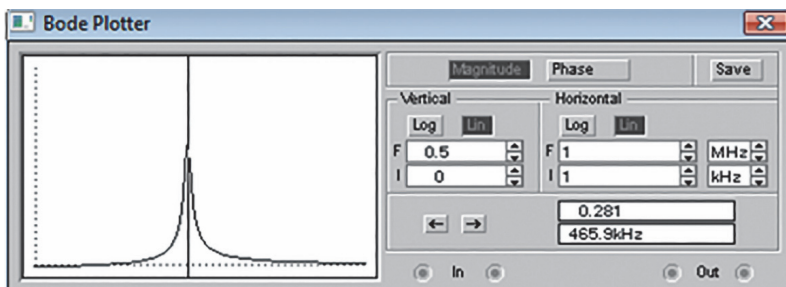 Bode Plotter
Magnitude Phase Save
Vertical Horizontal
Log Lin Log Lin
F 0.5 F 1 MHz
I 0 I 1 kHz
← → 0.281
465.9kHz
In Out